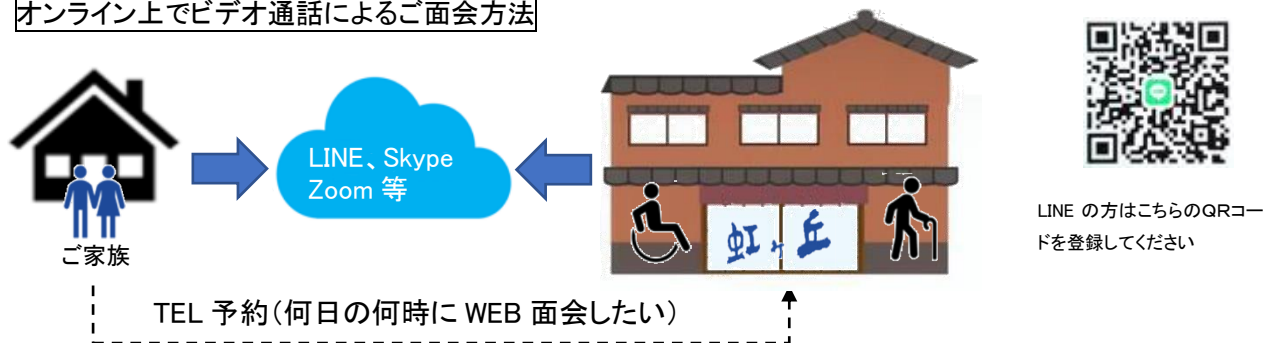 オンライン上でビデオ通話によるご面会方法
LINE、Skype
Zoom 等
虹ヶ丘
ご家族
LINE の方はこちらのQRコー
ドを登録してください
TEL 予約(何日の何時に WEB 面会したい)